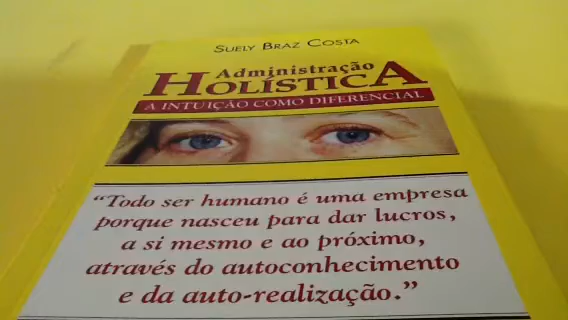 SUELY BRAZ COSTA
Administração
HOLÍSTICA
A INTUIÇÃO COMO DIFERENCIAL
"Todo ser humano é uma empresa
porque nasceu para dar lucros,
a si mesmo e ao próximo,
através do autoconhecimento
e da auto-realização."